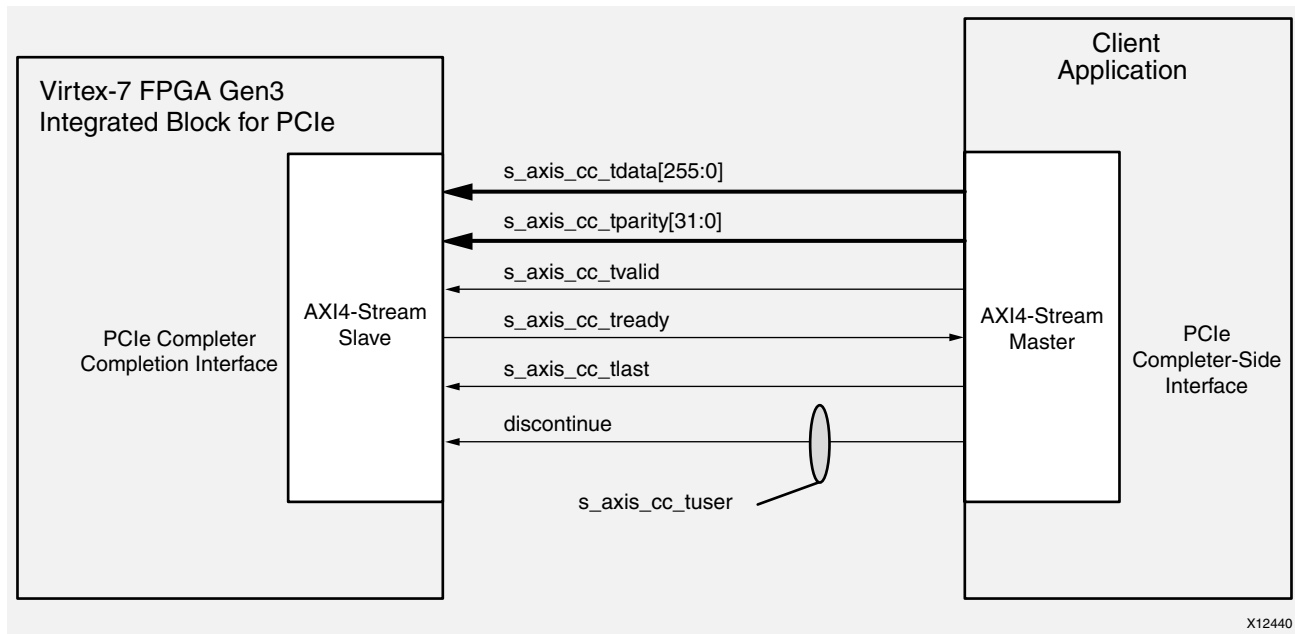 Virtex-7 FPGA Gen3
Integrated Block for PCIe
Client
Application
s_axis_cc_tdata[255:0]
s_axis_cc_tparity[31:0]
s_axis_cc_tvalid
s_axis_cc_tready
s_axis_cc_tlast
discontinue
s_axis_cc_tuser
PCIe Completer
Completion Interface
AXI4-Stream
Slave
AXI4-Stream
Master
PCIe
Completer-Side
Interface
X12440